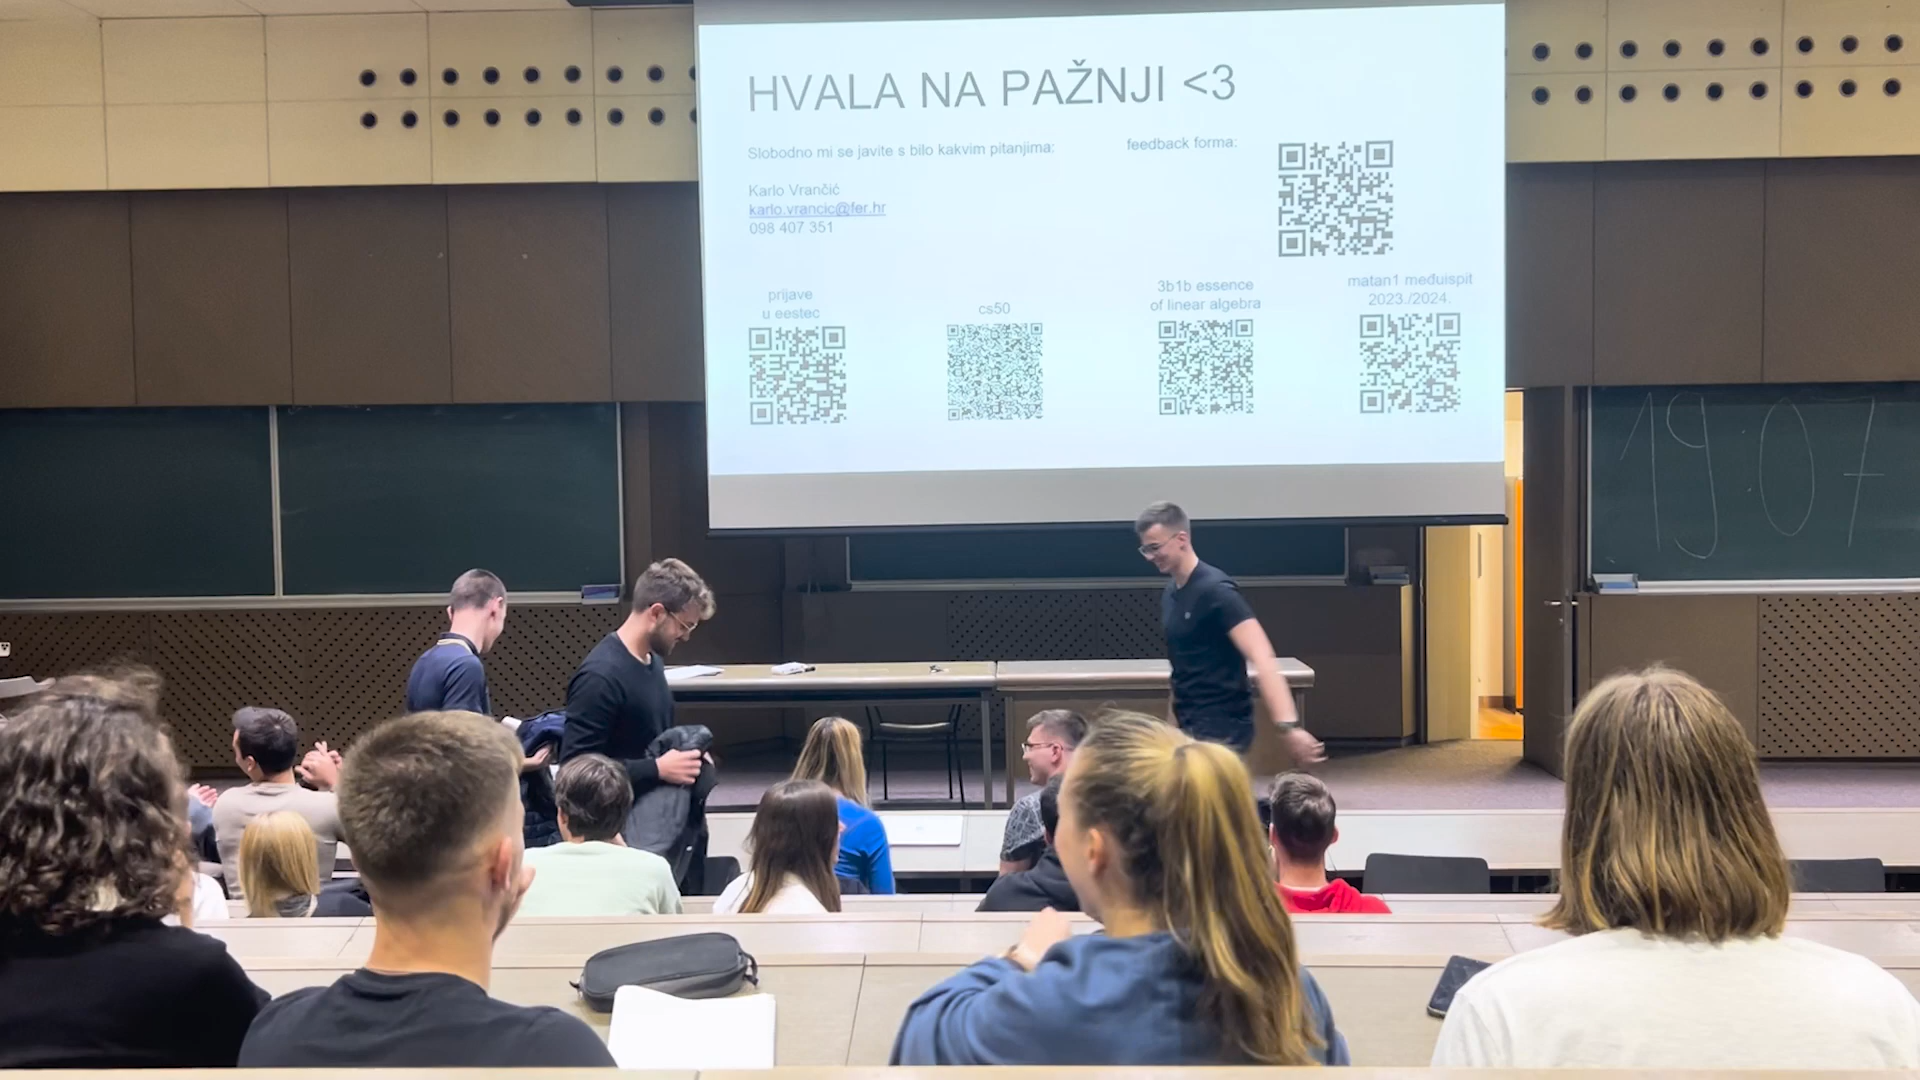 HVALA NA PAŽNJI <3
Slobodno mi se javite s bilo kakvim pitanjima:
feedback forma:
Karlo Vrančić
karlo.vrancic@fer.hr
098 407 351
prijave
u eestec
cs50
3b1b essence
of linear algebra
matan1 međuispit
2023./2024.
19:07